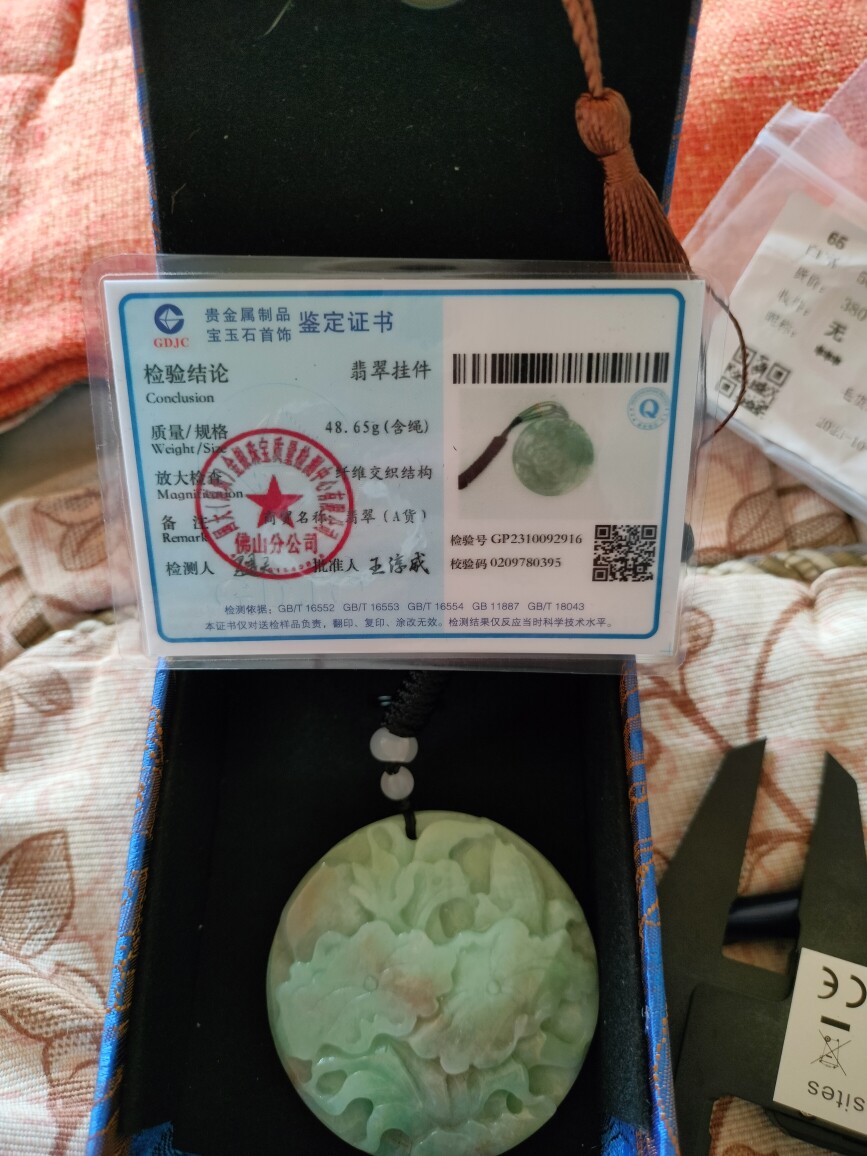 GDJC
贵金属制品
宝玉石首饰
鉴定证书
检验结论
翡翠挂件
Conclusion
质量/规格
48.65g(含绳)
Weight/Size
放大检查
纤维交织结构
Magnification
备 注
翡翠(A货)
Remark
检测人
批准人
佛山分公司
Q
检验号 GP2310092916
校验码 0209780395
检测依据: GB/T 16552 GB/T 16553 GB/T 16554 GB 11887 GB/T 18043
本证书仅对送检样品负责，翻印、复印、涂改无效。检测结果仅反应当时科学技术水平。
65
380
无
***
CE
sites